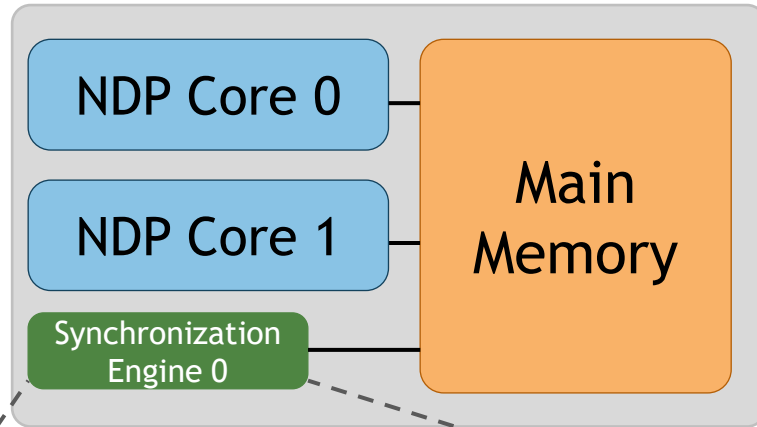 NDP Core 0
NDP Core 1
Synchronization
Engine 0
Main
Memory